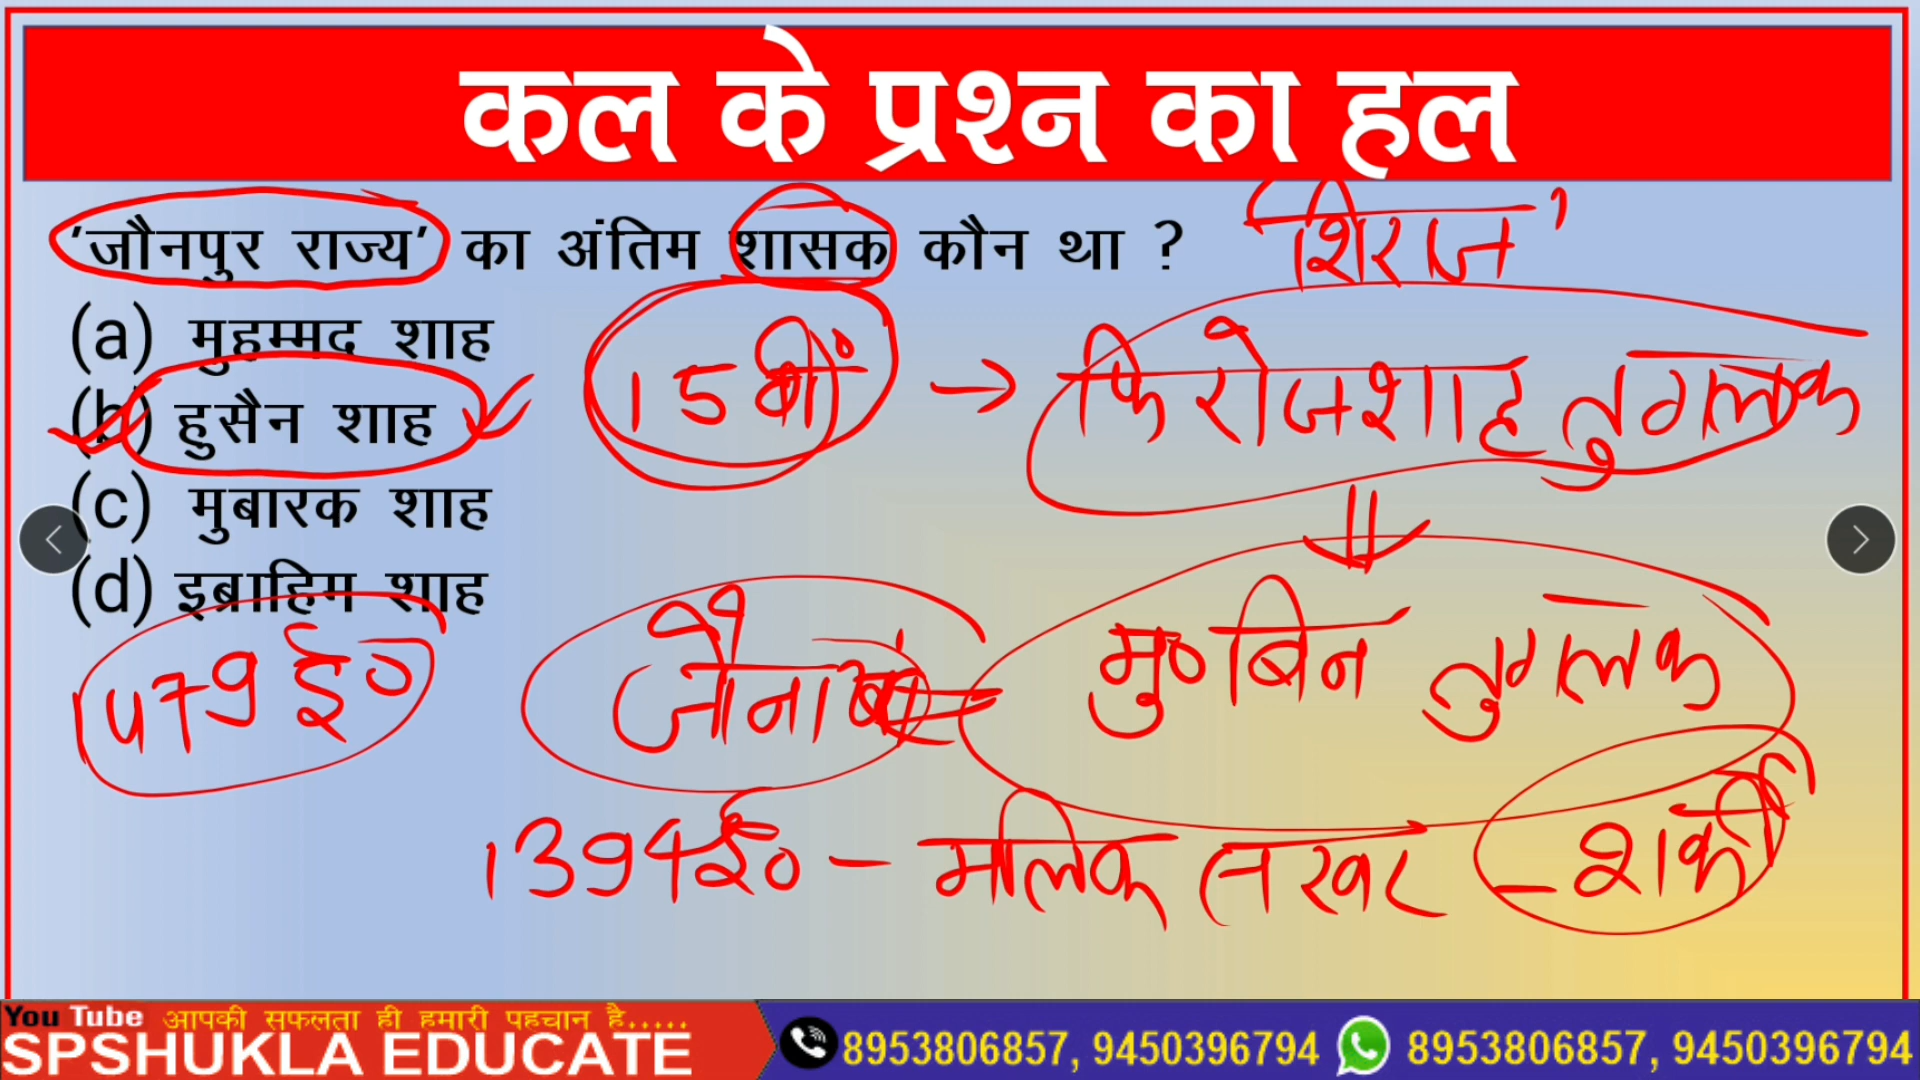 कल के प्रश्न का हल
'जौनपुर राज्य' का अंतिम शासक कौन था ? 'शिराज'
(a) मुहम्मद शाह
(b) हुसैन शाह
15वीं → फिरोजशाह तुगलक
(c) मुबारक शाह
(d) इब्राहिम शाह
1479 ई०
जौनाखां
मु० बिन तुगलक
1394 ई० – मलिक सरवर – शर्की
You Tube आपकी सफलता ही हमारी पहचान है.....
SPSHUKLA EDUCATE
8953806857, 9450396794
8953806857, 9450396794